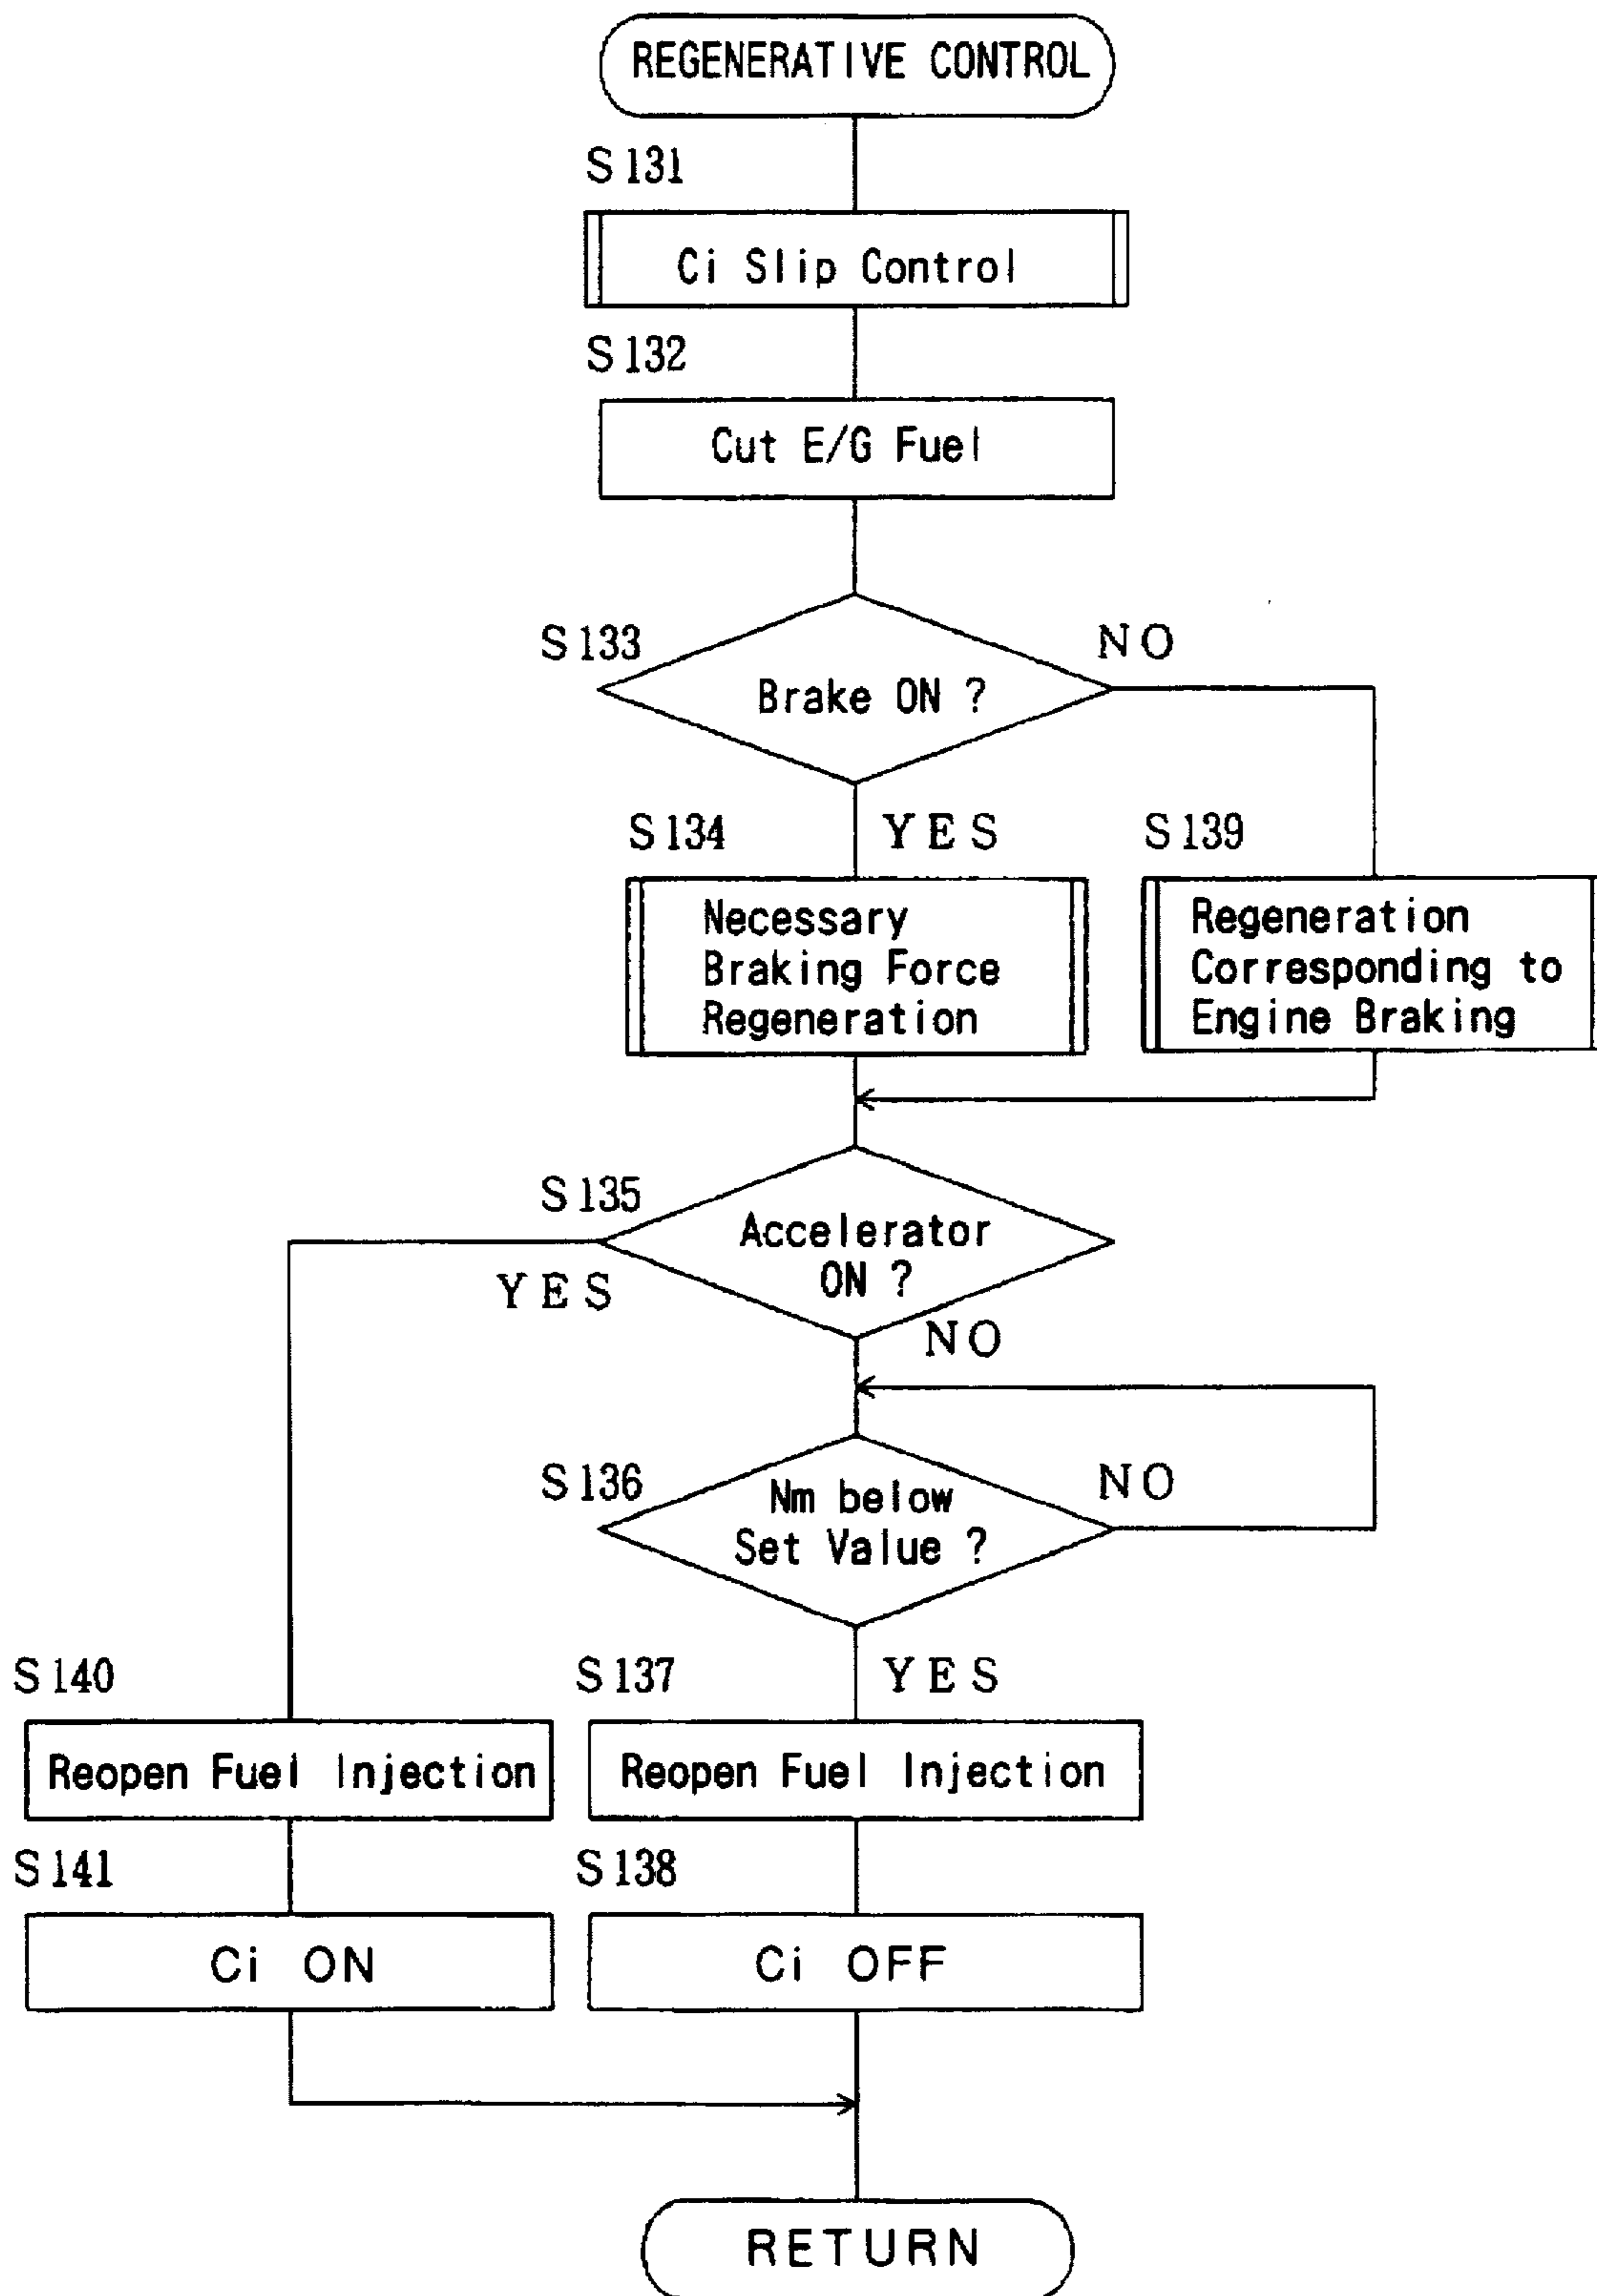 REGENERATIVE CONTROL
S131
Ci Slip Control
S132
Cut E/G Fuel
S133
NO
Brake ON ?
S134
YES
S139
Necessary
Braking Force
Regeneration
Regeneration
Corresponding to
Engine Braking
S135
Accelerator
ON ?
YES
NO
S136
Nm below
Set Value ?
NO
S140
S137
YES
Reopen Fuel Injection
Reopen Fuel Injection
S141
S138
Ci ON
Ci OFF
RETURN